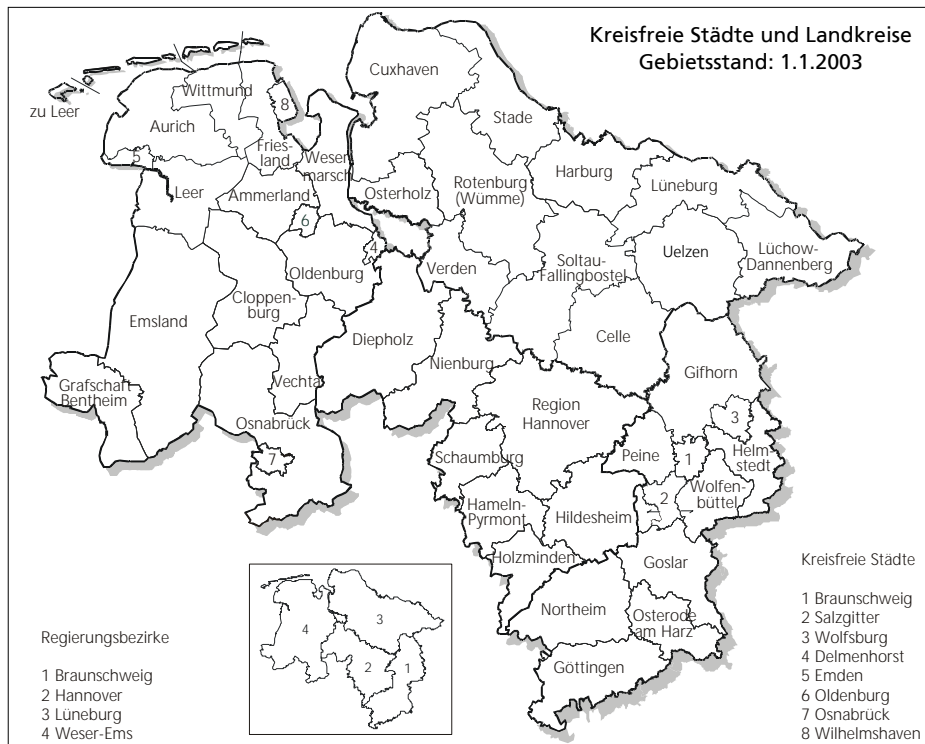 Kreisfreie Städte und Landkreise
Gebietsstand: 1.1.2003
zu Leer
Wittmund
Aurich
8
5
Fries-
land
Weser
marsch
Leer
Ammerland
6
Cuxhaven
Stade
Osterholz
Rotenburg
(Wümme)
Harburg
Lüneburg
4
Oldenburg
Verden
Soltau-
Fallingbostel
Uelzen
Lüchow-
Dannenberg
Emsland
Cloppen-
burg
Diepholz
Nienburg
Celle
Gifhorn
Grafschaft
Bentheim
Vechta
Osnabrück
7
Region
Hannover
3
Schaumburg
Peine
1
Helm-
stedt
Hameln-
Pyrmont
Hildesheim
2
Wolfen-
büttel
Holzminden
Goslar
Northeim
Osterode
am Harz
Göttingen
Regierungsbezirke
1 Braunschweig
2 Hannover
3 Lüneburg
4 Weser-Ems
4
3
2
1
Kreisfreie Städte
1 Braunschweig
2 Salzgitter
3 Wolfsburg
4 Delmenhorst
5 Emden
6 Oldenburg
7 Osnabrück
8 Wilhelmshaven